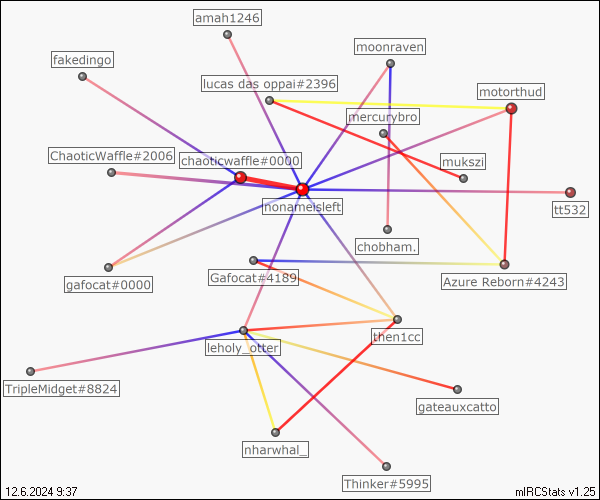 amah1246
moonraven
fakedingo
lucas das oppai#2396
motorthud
mercurybro
ChaoticWaffle#2006
chaoticwaffle#0000
mukszi
nonameisleft
tt532
chobham.
gafocat#0000
Gafocat#4189
Azure Reborn#4243
then1cc
leholy_otter
TripleMidget#8824
gateauxcatto
nharwhal_
Thinker#5995
12.6.2024 9:37
mIRCStats v1.25